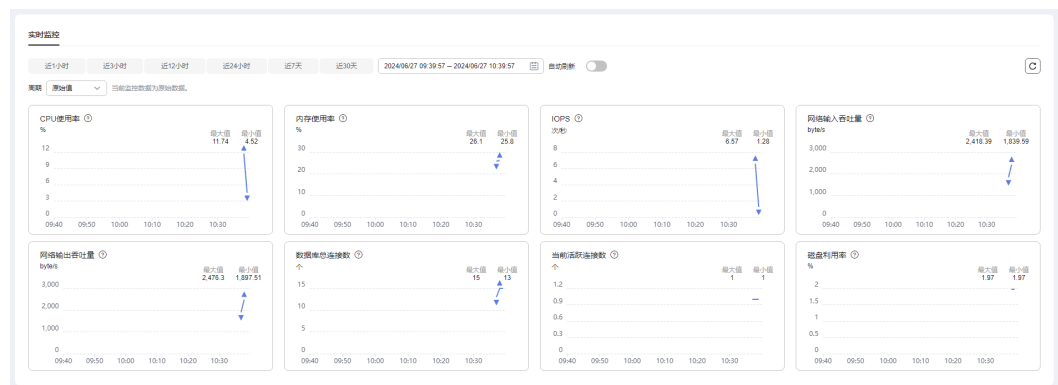 实时监控
近1小时 近3小时 近12小时 近24小时 近7天 近30天 2024/06/27 09:39:57 — 2024/06/27 10:39:57 自动刷新
周期 原始值 当前监控数据为原始数据。
CPU使用率
%
最大值 最小值
11.74 4.52
12
9
6
3
0
09:40 09:50 10:00 10:10 10:20 10:30
内存使用率
%
最大值 最小值
26.1 25.8
30
20
10
0
09:40 09:50 10:00 10:10 10:20 10:30
IOPS
次/秒
最大值 最小值
6.57 1.28
8
6
4
2
0
09:40 09:50 10:00 10:10 10:20 10:30
网络输入吞吐量
byte/s
最大值 最小值
2,418.39 1,839.59
3,000
2,000
1,000
0
09:40 09:50 10:00 10:10 10:20 10:30
网络输出吞吐量
byte/s
最大值 最小值
2,476.3 1,897.51
3,000
2,000
1,000
0
09:40 09:50 10:00 10:10 10:20 10:30
数据库总连接数
个
最大值 最小值
15 13
15
10
5
0
09:40 09:50 10:00 10:10 10:20 10:30
当前活跃连接数
个
最大值 最小值
1 1
1.2
0.9
0.6
0.3
0
09:40 09:50 10:00 10:10 10:20 10:30
磁盘利用率
%
最大值 最小值
1.97 1.97
2
1.5
1
0.5
0
09:40 09:50 10:00 10:10 10:20 10:30